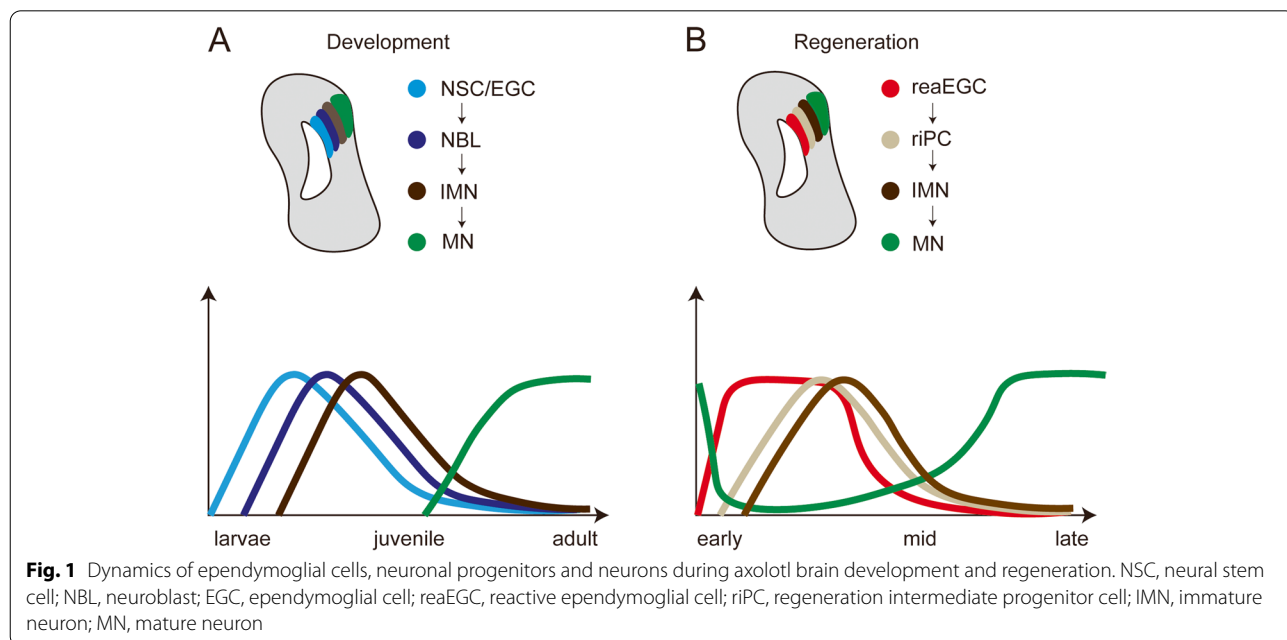 A Development
NSC/EGC
NBL
IMN
MN
larvae juvenile adult
B Regeneration
reaEGC
riPC
IMN
MN
early mid late
Fig. 1 Dynamics of ependymoglial cells, neuronal progenitors and neurons during axolotl brain development and regeneration. NSC, neural stem
cell; NBL, neuroblast; EGC, ependymoglial cell; reaEGC, reactive ependymoglial cell; riPC, regeneration intermediate progenitor cell; IMN, immature
neuron; MN, mature neuron